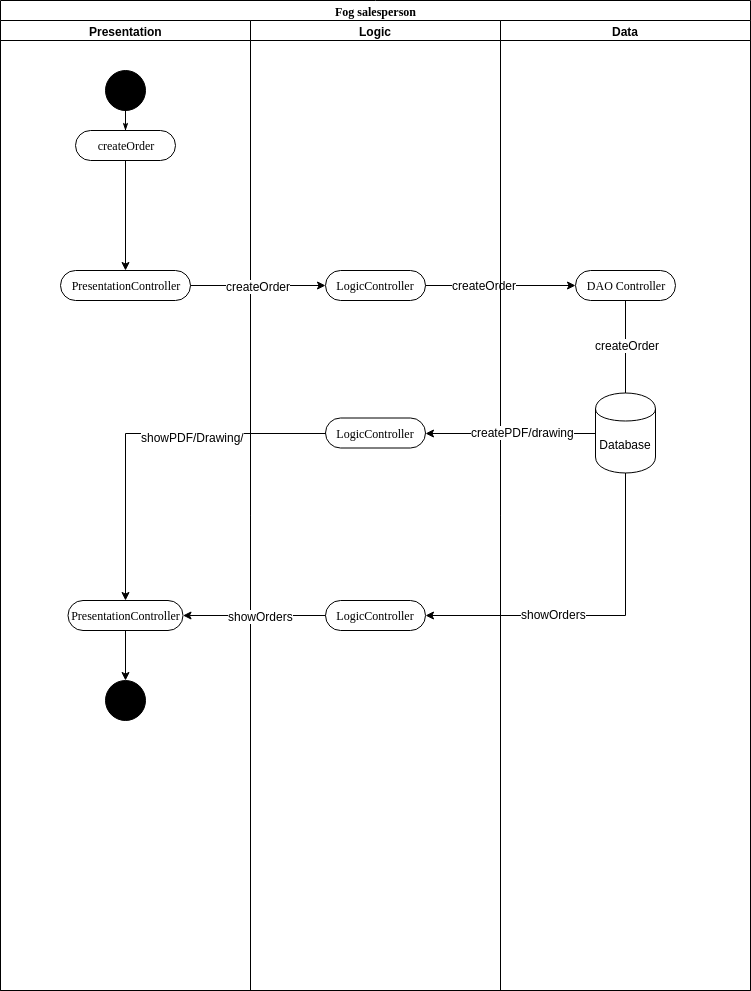 Fog salesperson
Presentation
Logic
Data
createOrder
PresentationController
createOrder
LogicController
createOrder
DAO Controller
createOrder
showPDF/Drawing/
LogicController
createPDF/drawing
Database
PresentationController
showOrders
LogicController
showOrders